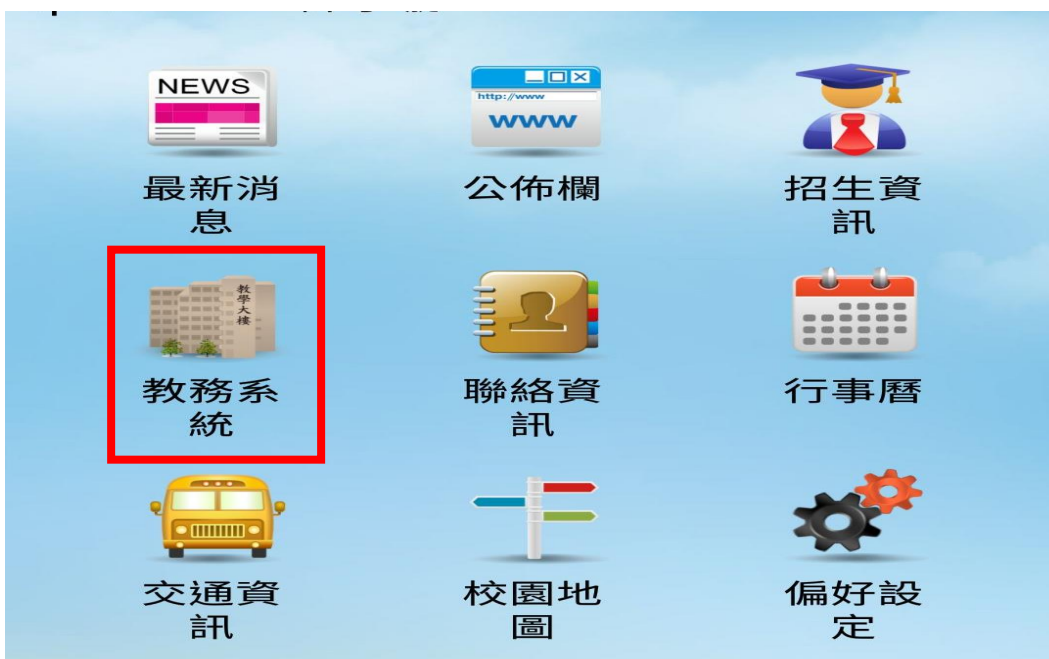 NEWS
http://www
www
最新消
息
公佈欄
招生資
訊
教學大樓
教務系
統
聯絡資
訊
行事曆
交通資
訊
校園地
圖
偏好設
定